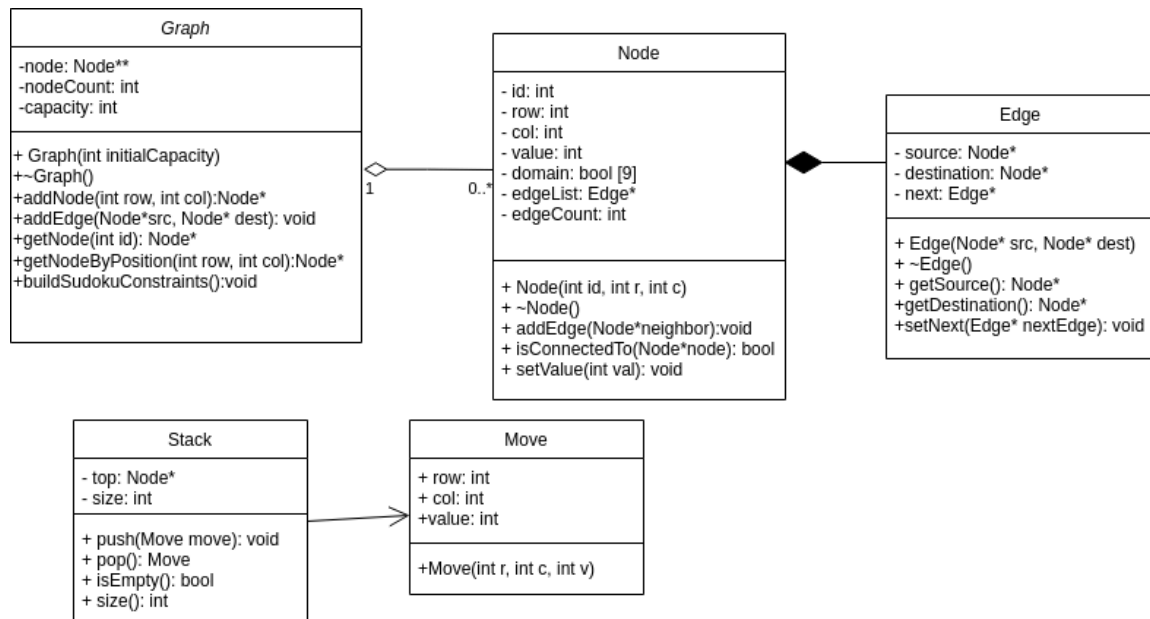 Graph
-node: Node**
-nodeCount: int
-capacity: int
+ Graph(int initialCapacity)
+~Graph()
+addNode(int row, int col):Node*
+addEdge(Node*src, Node* dest): void
+getNode(int id): Node*
+getNodeByPosition(int row, int col):Node*
+buildSudokuConstraints():void
1
0..*
Node
- id: int
- row: int
- col: int
- value: int
- domain: bool [9]
- edgeList: Edge*
- edgeCount: int
+ Node(int id, int r, int c)
+ ~Node()
+ addEdge(Node*neighbor):void
+ isConnectedTo(Node*node): bool
+ setValue(int val): void
Edge
- source: Node*
- destination: Node*
- next: Edge*
+ Edge(Node* src, Node* dest)
+ ~Edge()
+ getSource(): Node*
+getDestination(): Node*
+setNext(Edge* nextEdge): void
Stack
- top: Node*
- size: int
+ push(Move move): void
+ pop(): Move
+ isEmpty(): bool
+ size(): int
Move
+ row: int
+ col: int
+value: int
+Move(int r, int c, int v)